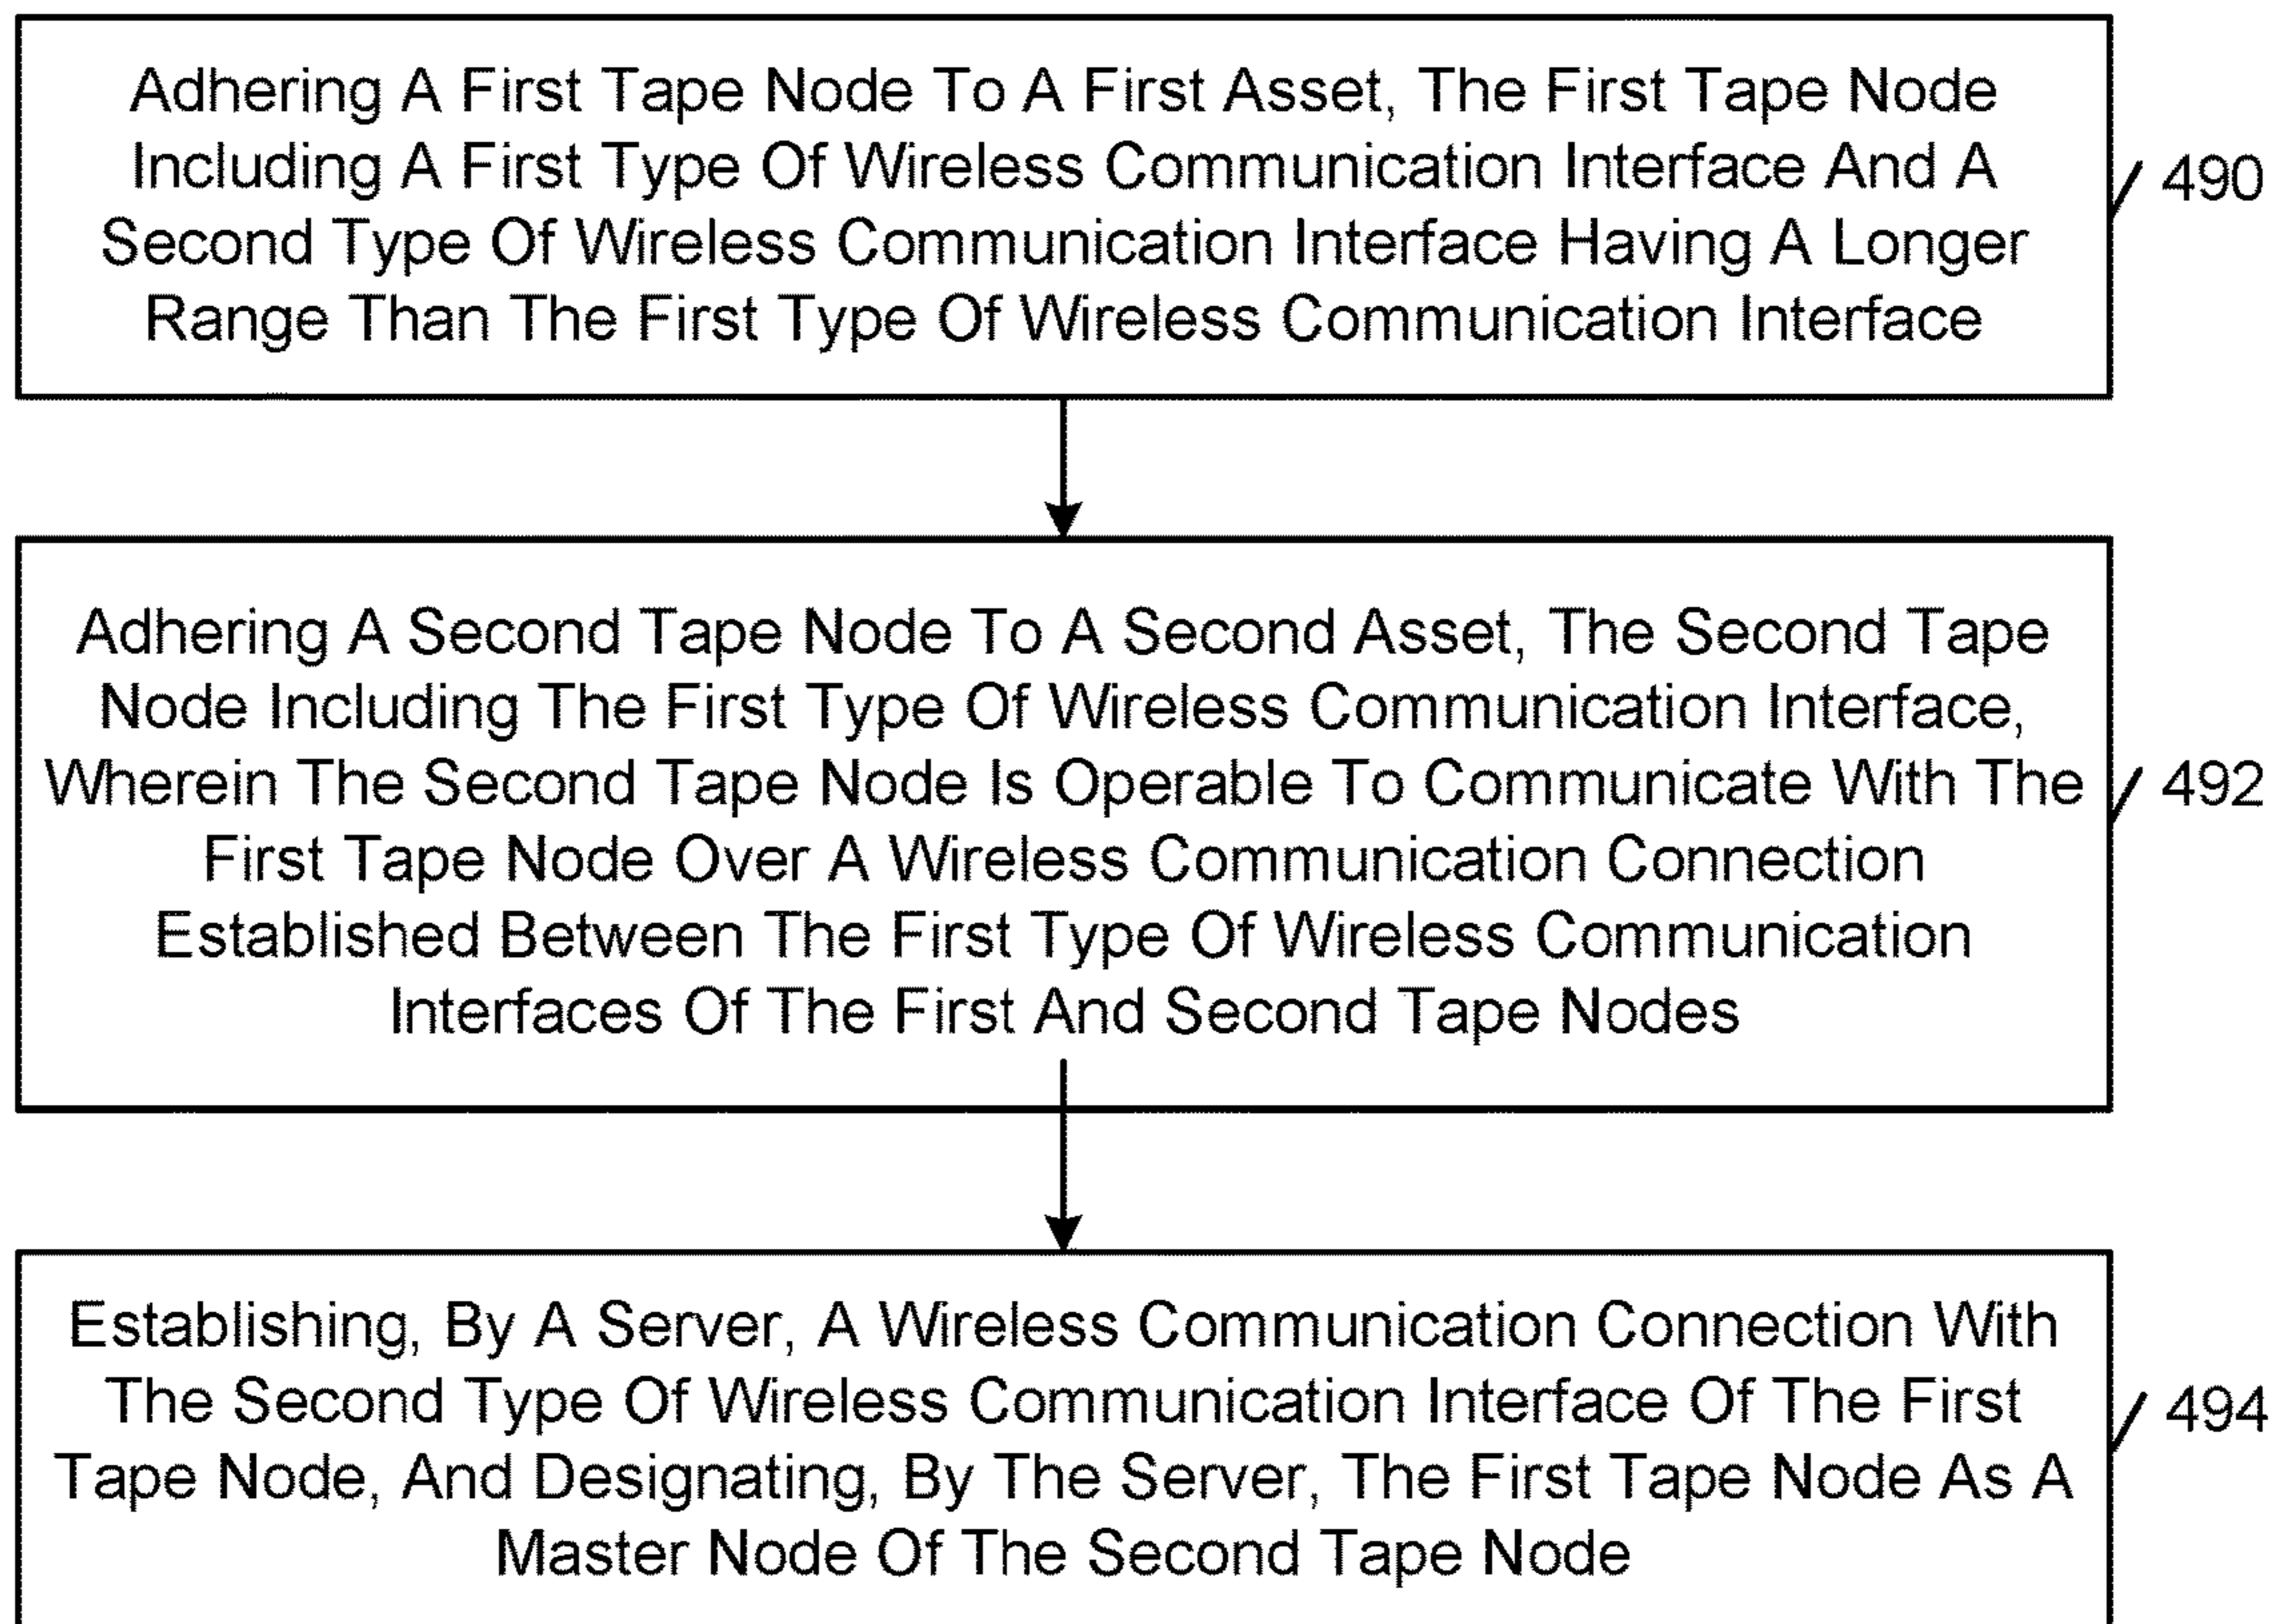 Adhering A First Tape Node To A First Asset, The First Tape Node
Including A First Type Of Wireless Communication Interface And A
Second Type Of Wireless Communication Interface Having A Longer
Range Than The First Type Of Wireless Communication Interface
490
Adhering A Second Tape Node To A Second Asset, The Second Tape
Node Including The First Type Of Wireless Communication Interface,
Wherein The Second Tape Node Is Operable To Communicate With The
First Tape Node Over A Wireless Communication Connection
Established Between The First Type Of Wireless Communication
Interfaces Of The First And Second Tape Nodes
492
Establishing, By A Server, A Wireless Communication Connection With
The Second Type Of Wireless Communication Interface Of The First
Tape Node, And Designating, By The Server, The First Tape Node As A
Master Node Of The Second Tape Node
494